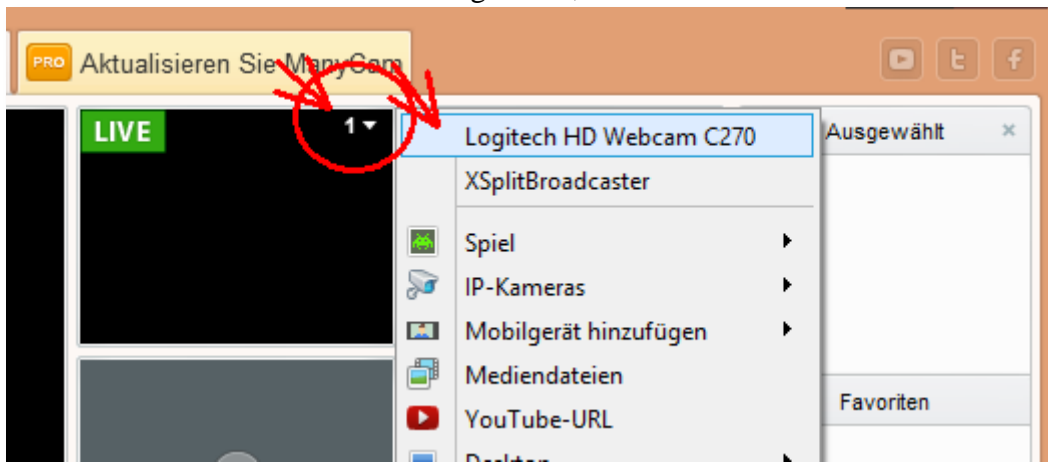 PRO Aktualisieren Sie ManyCam
LIVE
1
Logitech HD Webcam C270
XSplitBroadcaster
Spiel
IP-Kameras
Mobilgerät hinzufügen
Mediendateien
YouTube-URL
Desktop
Ausgewählt
Favoriten